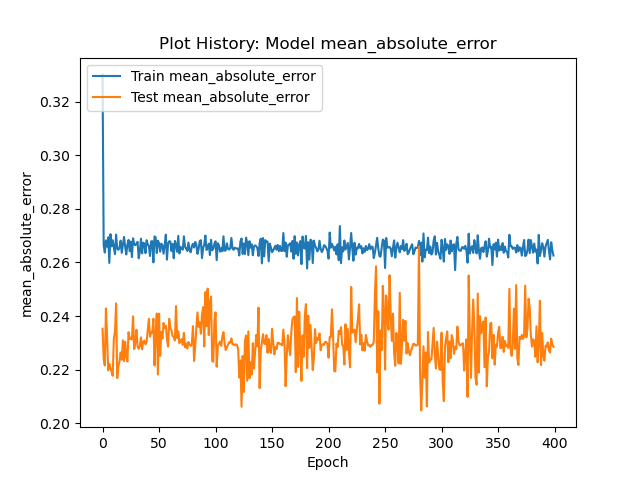 Plot History: Model mean_absolute_error
Train mean_absolute_error
Test mean_absolute_error
0.32
0.30
0.28
0.26
0.24
0.22
0.20
mean_absolute_error
0 50 100 150 200 250 300 350 400
Epoch